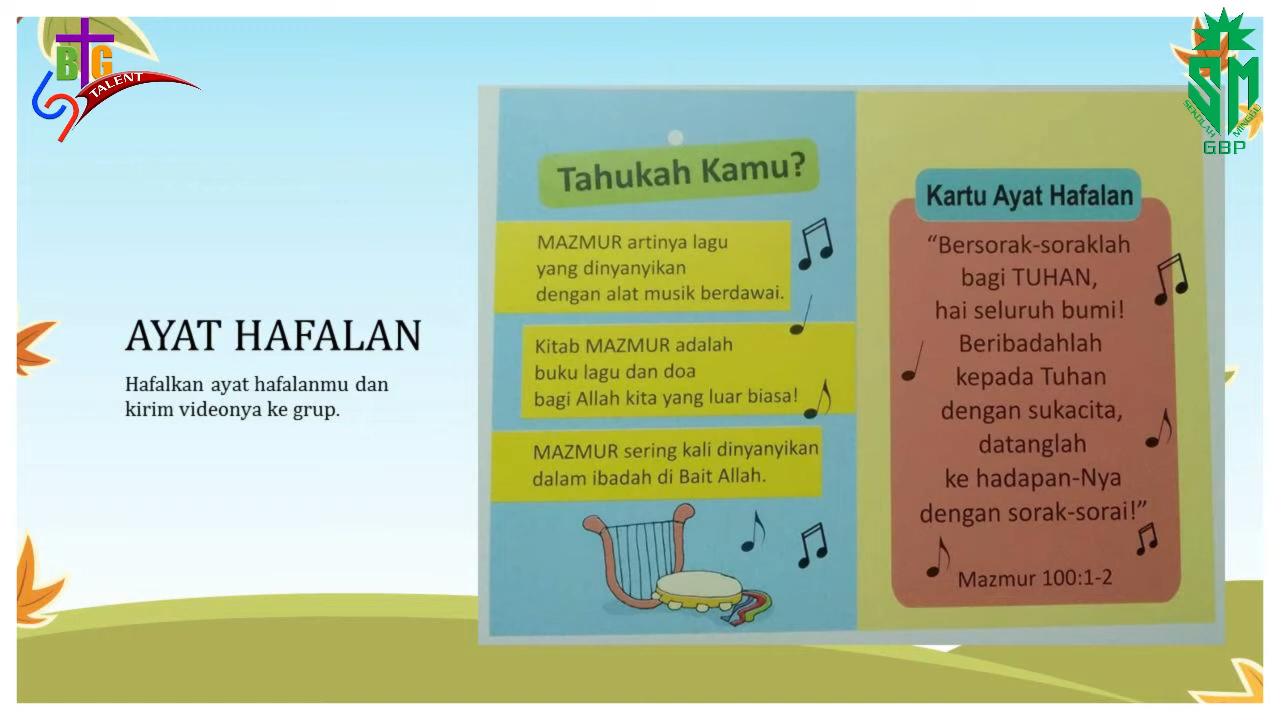 BTG
TALENT
SM
SEKOLAH MINGGU
GBP
AYAT HAFALAN
Hafalkan ayat hafalanmu dan
kirim videonya ke grup.
Tahukah Kamu?
MAZMUR artinya lagu
yang dinyanyikan
dengan alat musik berdawai.
Kitab MAZMUR adalah
buku lagu dan doa
bagi Allah kita yang luar biasa!
MAZMUR sering kali dinyanyikan
dalam ibadah di Bait Allah.
Kartu Ayat Hafalan
“Bersorak-soraklah
bagi TUHAN,
hai seluruh bumi!
Beribadahlah
kepada Tuhan
dengan sukacita,
datanglah
ke hadapan-Nya
dengan sorak-sorai!”
Mazmur 100:1-2